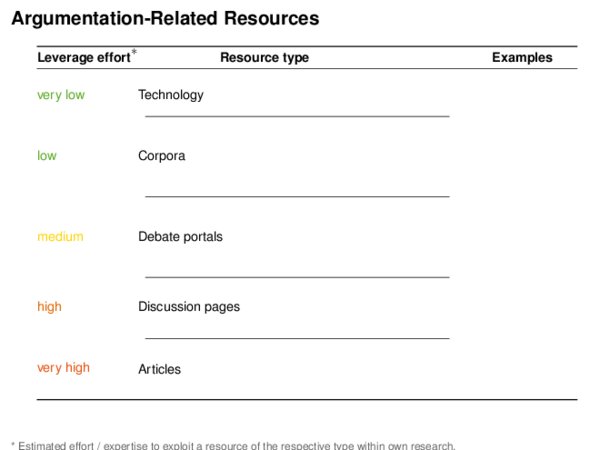 Argumentation-Related Resources
Leverage effort* Resource type Examples
very low Technology
low Corpora
medium Debate portals
high Discussion pages
very high Articles
* Estimated effort / expertise to exploit a resource of the respective type within own research.